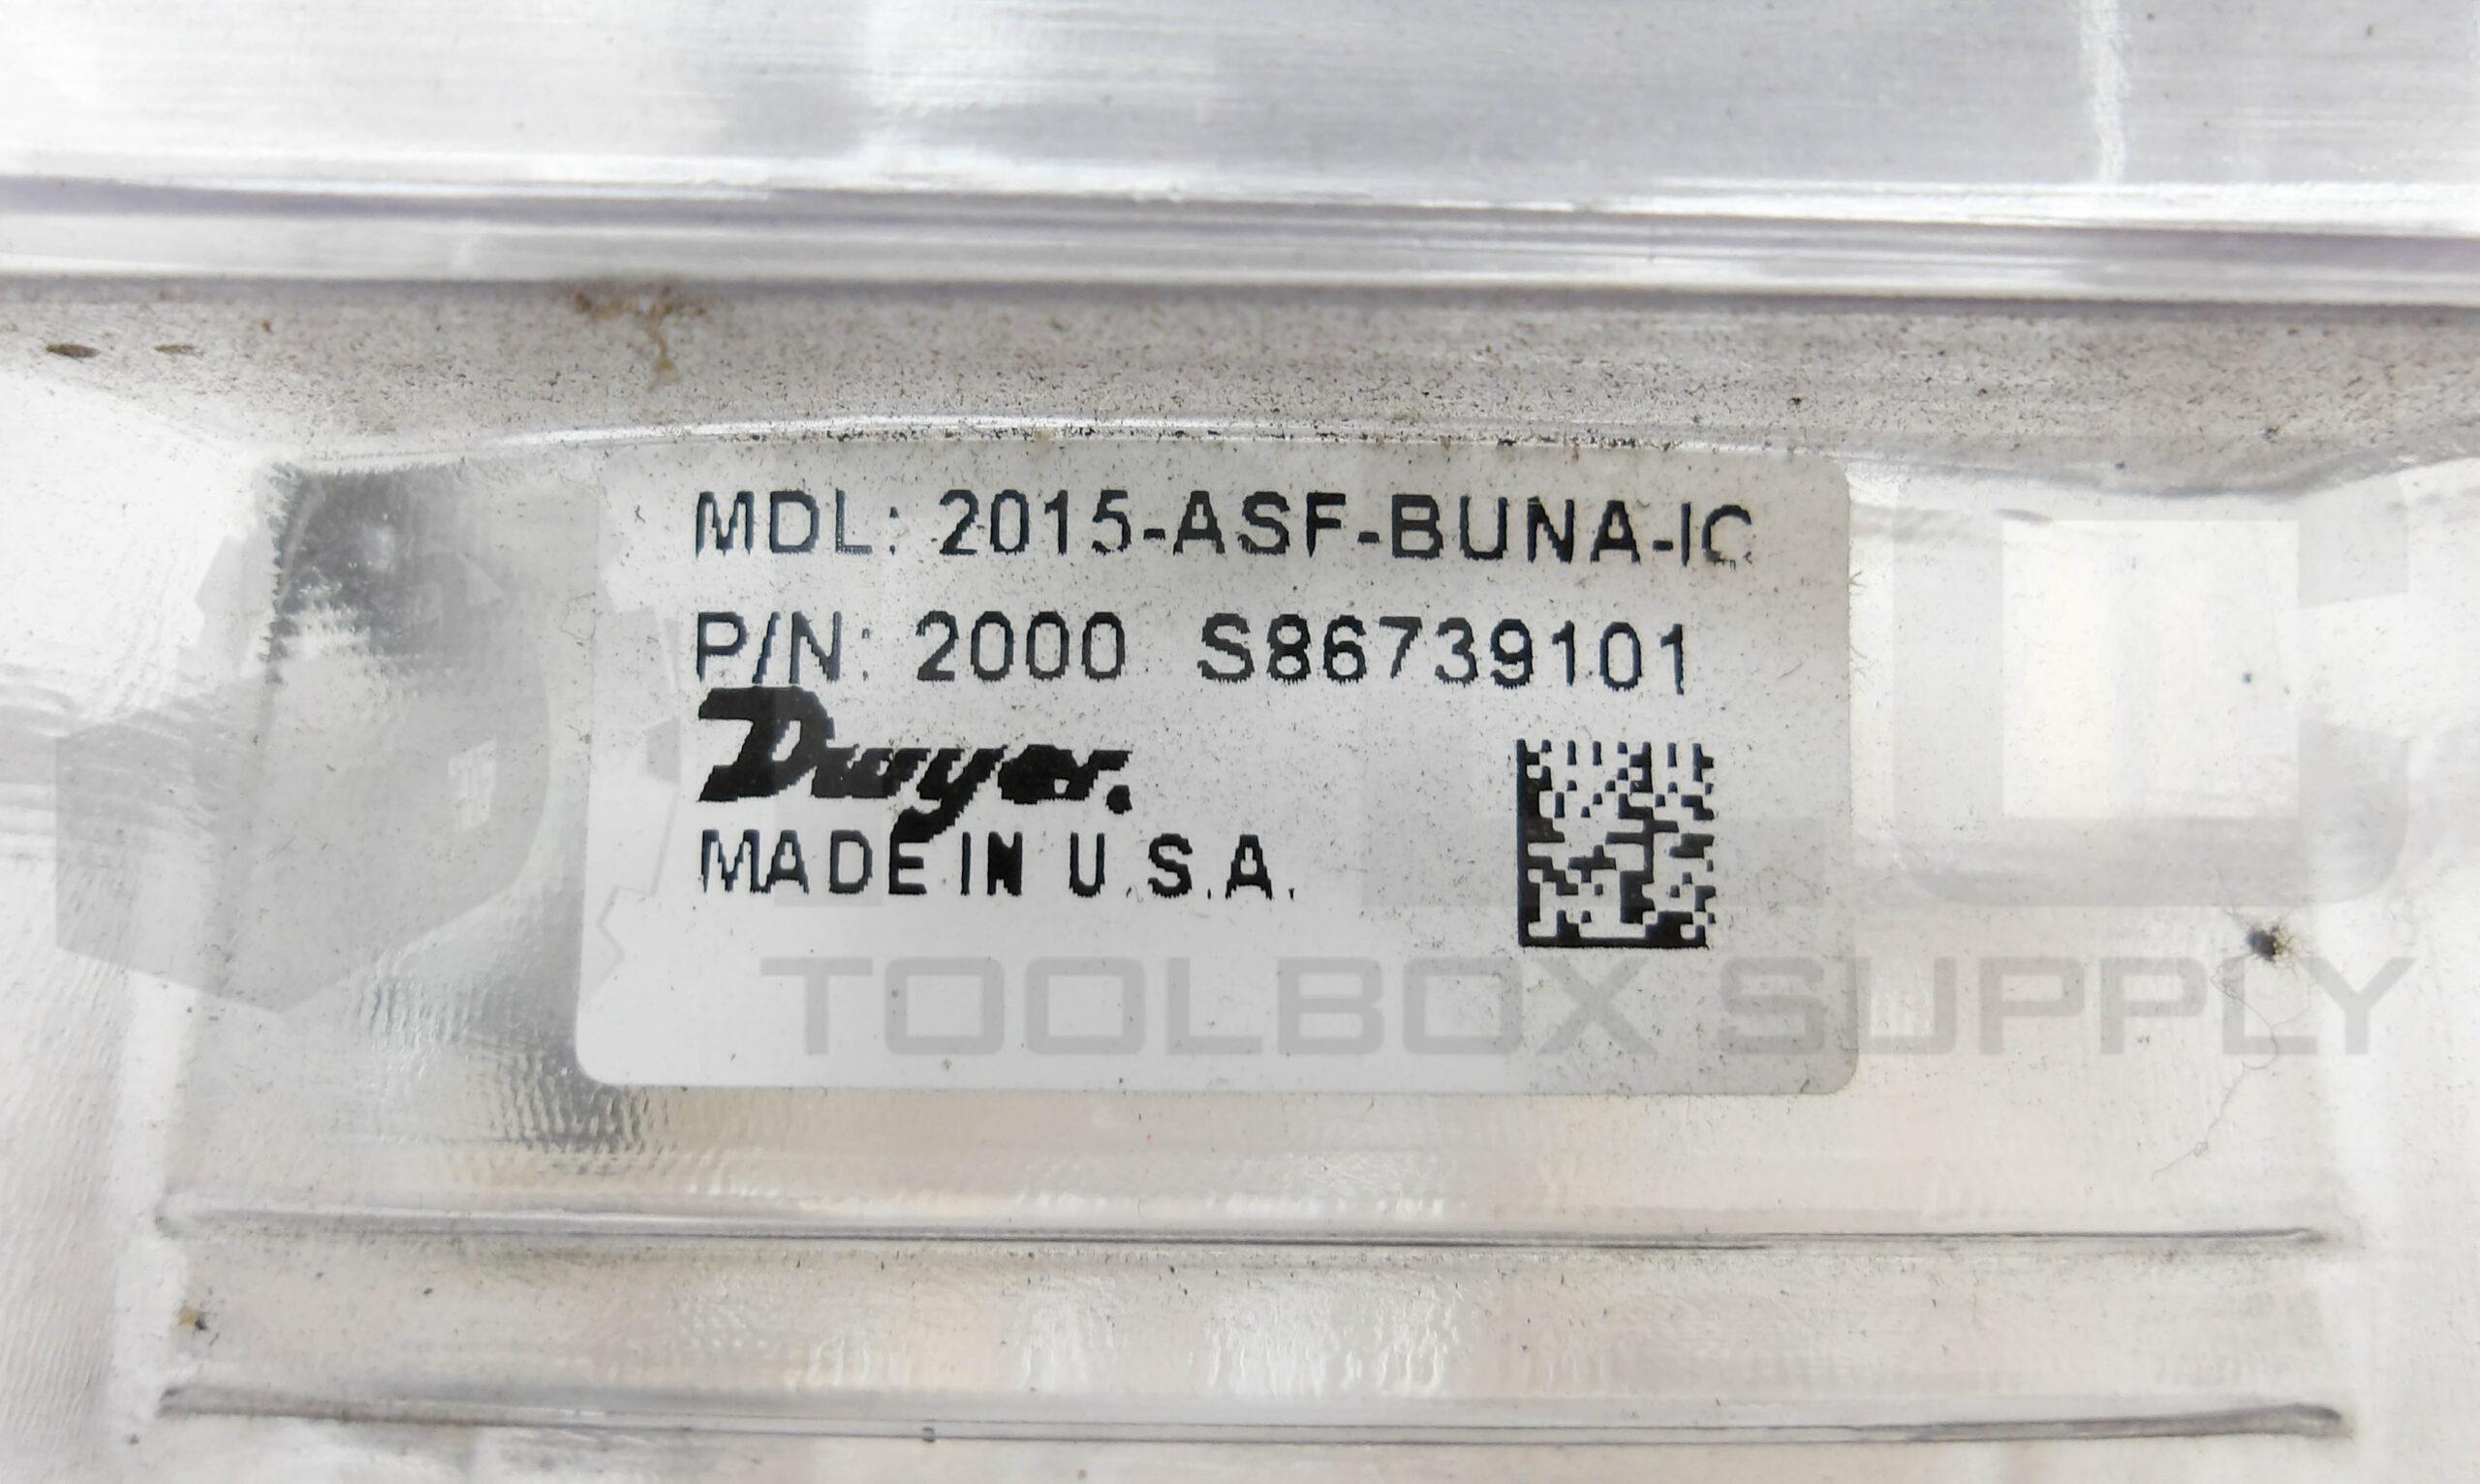 MDL: 2015-ASF-BUNA-IC
P/N: 2000 S86739101
Dwyer.
MADE IN U.S.A.
TOOLBOX SUPPLY